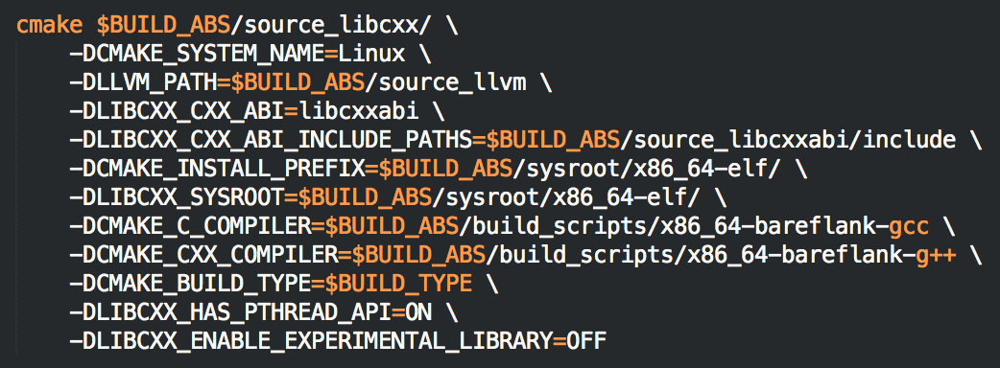 cmake $BUILD_ABS/source_libcxx/ \
-DCMAKE_SYSTEM_NAME=Linux \
-DLLVM_PATH=$BUILD_ABS/source_llvm \
-DLIBCXX_CXX_ABI=libcxxabi \
-DLIBCXX_CXX_ABI_INCLUDE_PATHS=$BUILD_ABS/source_libcxxabi/include \
-DCMAKE_INSTALL_PREFIX=$BUILD_ABS/sysroot/x86_64-elf/ \
-DLIBCXX_SYSROOT=$BUILD_ABS/sysroot/x86_64-elf/ \
-DCMAKE_C_COMPILER=$BUILD_ABS/build_scripts/x86_64-bareflank-gcc \
-DCMAKE_CXX_COMPILER=$BUILD_ABS/build_scripts/x86_64-bareflank-g++ \
-DCMAKE_BUILD_TYPE=$BUILD_TYPE \
-DLIBCXX_HAS_PTHREAD_API=ON \
-DLIBCXX_ENABLE_EXPERIMENTAL_LIBRARY=OFF